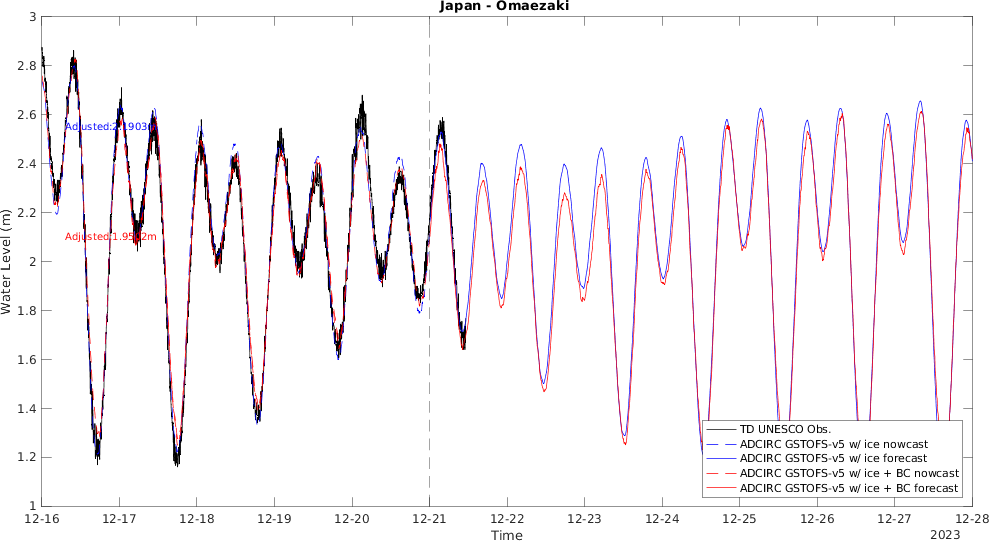 Japan - Omaezaki
3
2.8
2.6
2.4
2.2
2
1.8
1.6
1.4
1.2
1
Water Level (m)
Adjusted:
Adjusted:1.95
TD UNESCO Obs.
ADCIRC GSTOFS-v5 w/ ice nowcast
ADCIRC GSTOFS-v5 w/ ice forecast
ADCIRC GSTOFS-v5 w/ ice + BC nowcast
ADCIRC GSTOFS-v5 w/ ice + BC forecast
12-16
12-17
12-18
12-19
12-20
12-21
12-22
12-23
12-24
12-25
12-26
12-27
12-28
Time
2023